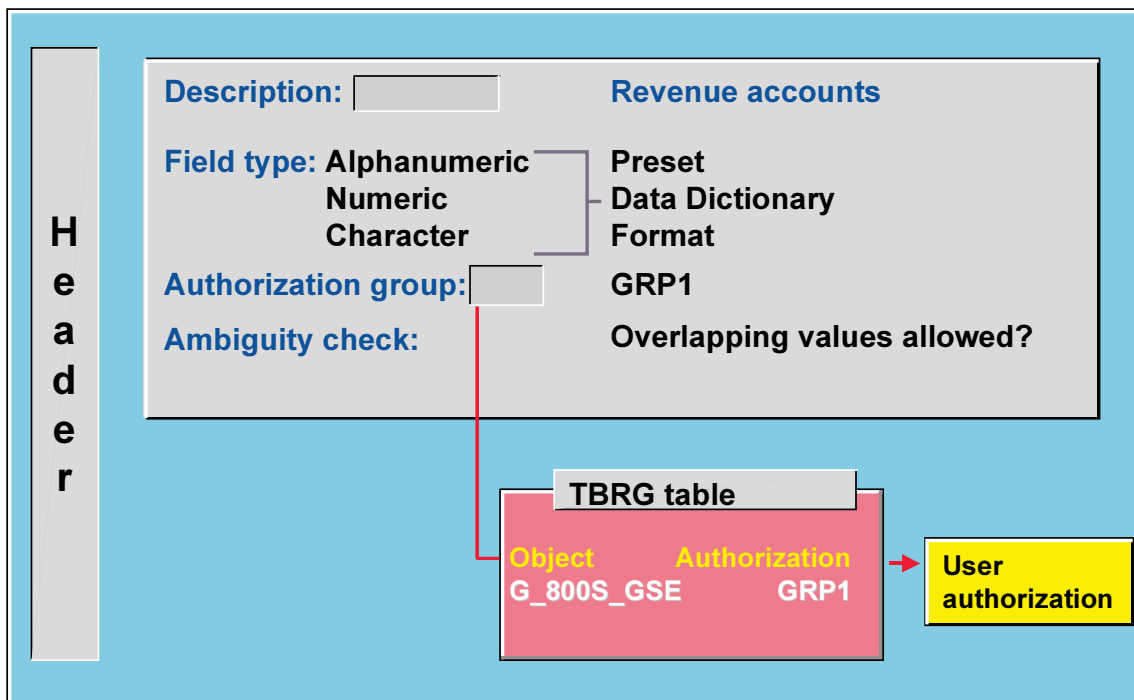 Header
Description: Revenue accounts
Field type: Alphanumeric Preset
Numeric Data Dictionary
Character Format
Authorization group: GRP1
Ambiguity check: Overlapping values allowed?
TBRG table
Object Authorization
G_800S_GSE GRP1
User
authorization